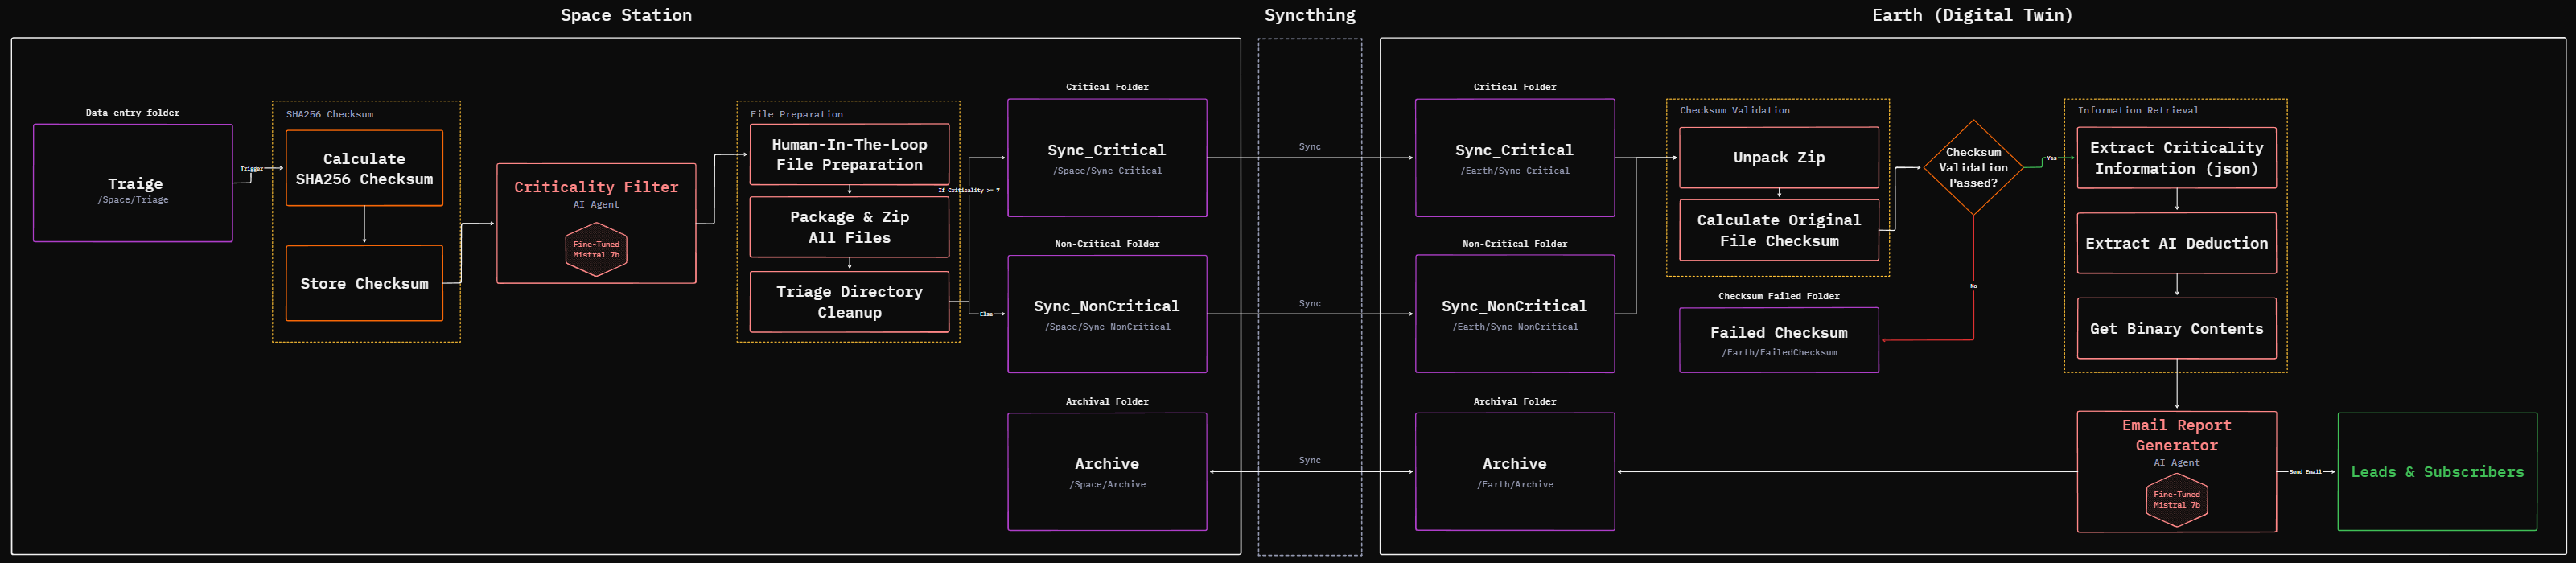 Space Station
Syncthing
Earth (Digital Twin)
Data entry folder
Traige
/Space/Triage
Trigger
SHA256 Checksum
Calculate
SHA256 Checksum
Store Checksum
Criticality Filter
AI Agent
Fine-Tuned
Mistral 7b
File Preparation
Human-In-The-Loop
File Preparation
Package & Zip
All Files
Triage Directory
Cleanup
If Criticality >= 7
Else
Critical Folder
Sync_Critical
/Space/Sync_Critical
Non-Critical Folder
Sync_NonCritical
/Space/Sync_NonCritical
Archival Folder
Archive
/Space/Archive
Sync
Sync
Sync
Critical Folder
Sync_Critical
/Earth/Sync_Critical
Non-Critical Folder
Sync_NonCritical
/Earth/Sync_NonCritical
Archival Folder
Archive
/Earth/Archive
Checksum Validation
Unpack Zip
Calculate Original
File Checksum
Checksum Failed Folder
Failed Checksum
/Earth/FailedChecksum
Checksum
Validation
Passed?
Yes
No
Information Retrieval
Extract Criticality
Information (json)
Extract AI Deduction
Get Binary Contents
Email Report
Generator
AI Agent
Fine-Tuned
Mistral 7b
Send Email
Leads & Subscribers